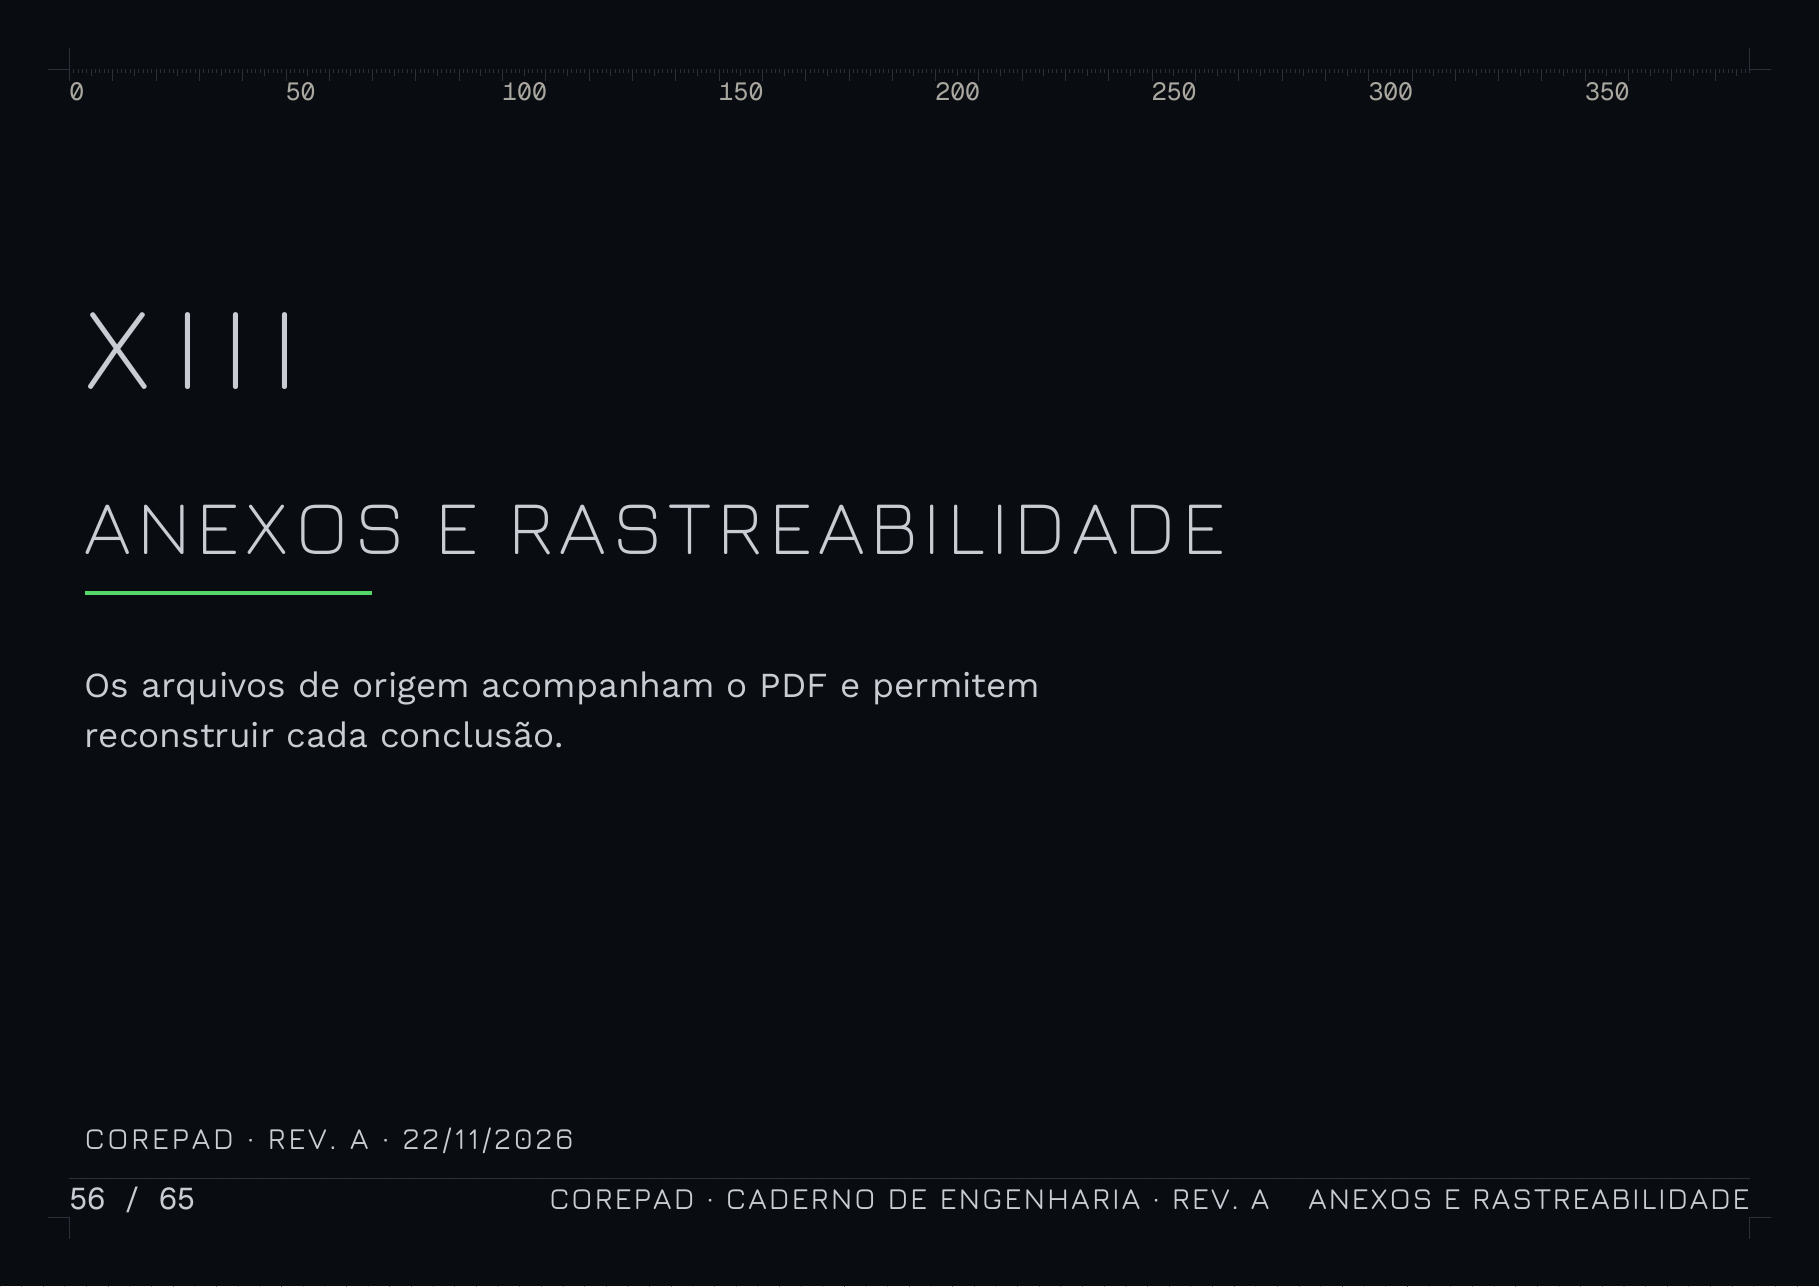 0 50 100 150 200 250 300 350
XIII
ANEXOS E RASTREABILIDADE
Os arquivos de origem acompanham o PDF e permitem
reconstruir cada conclusão.
COREPAD · REV. A · 22/11/2026
56 / 65 COREPAD · CADERNO DE ENGENHARIA · REV. A ANEXOS E RASTREABILIDADE